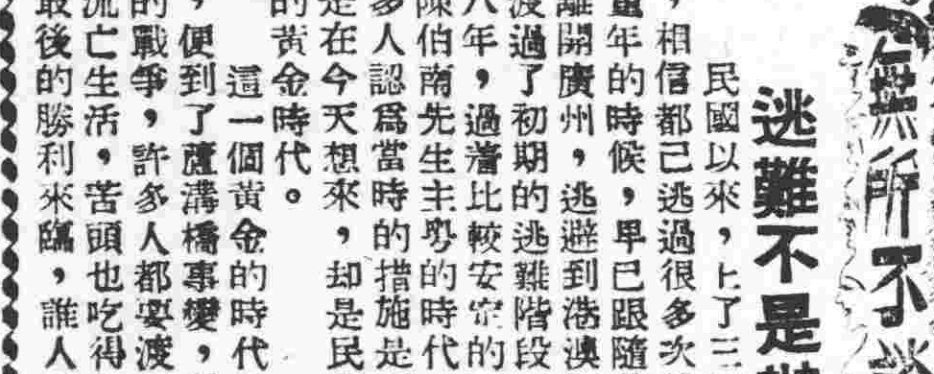 無所不談
逃難不是辦
民國以來，上了三
，相信都已逃過很多次
童年的時候，早已跟隨
離開廣州，逃避到港澳
渡過了初期的逃難階段
八年，過着比較安定的
陳伯南先生主粵的時代
多人認爲當時的措施是
是在今天想來，却是民
的黃金時代。
這一個黃金的時代
，便到了蘆溝橋事變，
的戰爭，許多人都要渡
流亡生活，苦頭也吃得
最後的勝利來臨，誰人